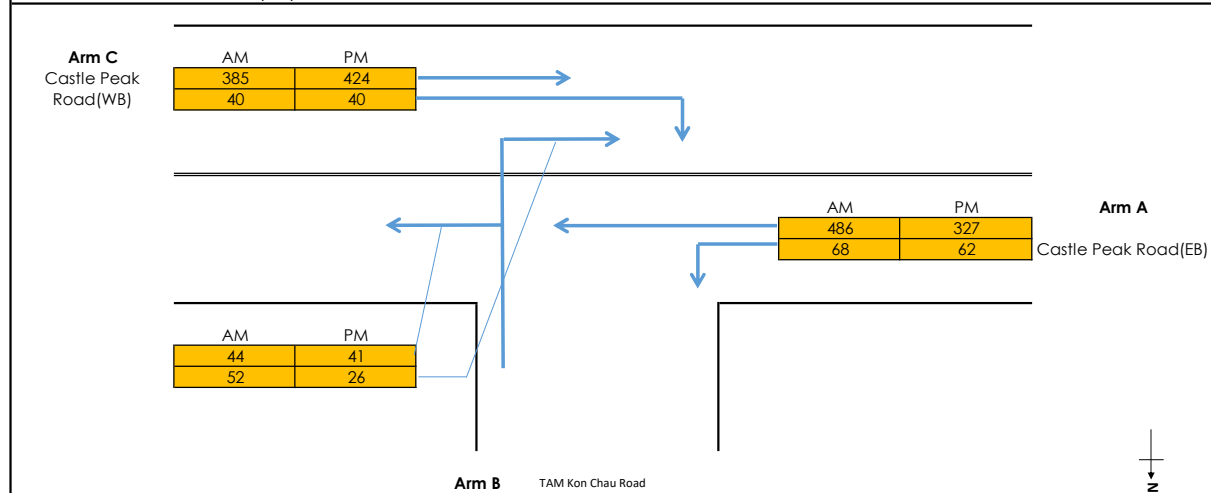 Arm C
AM PM
Castle Peak 385 424
Road(WB) 40 40
AM PM Arm A
486 327
68 62 Castle Peak Road(EB)
AM PM
44 41
52 26
Arm B TAM Kon Chau Road
N